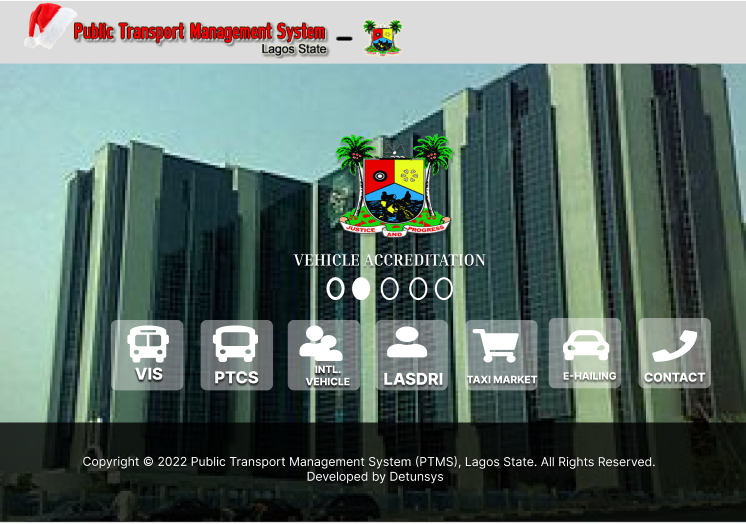 Public Transport Management System
Lagos State
JUSTICE AND PROGRESS
VEHICLE ACCREDITATION
VIS
PTCS
INTL.
VEHICLE
LASDRI
TAXI MARKET
E-HAILING
CONTACT
Copyright © 2022 Public Transport Management System (PTMS), Lagos State. All Rights Reserved.
Developed by Detunsys